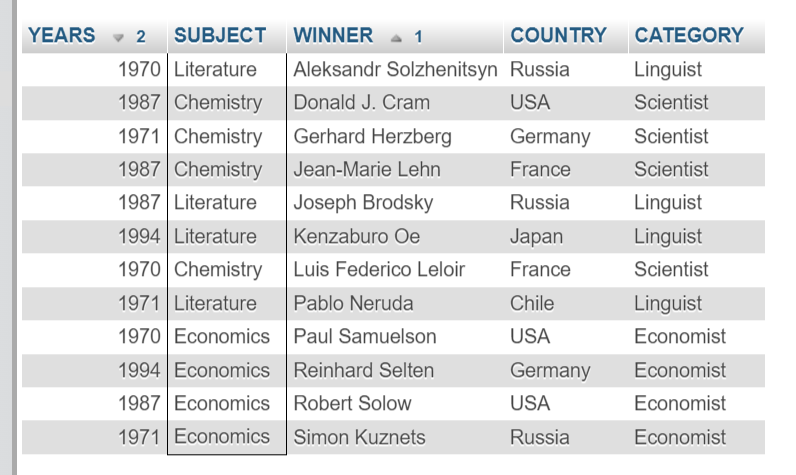 YEARS 2 SUBJECT WINNER 1 COUNTRY CATEGORY
1970 Literature Aleksandr Solzhenitsyn Russia Linguist
1987 Chemistry Donald J. Cram USA Scientist
1971 Chemistry Gerhard Herzberg Germany Scientist
1987 Chemistry Jean-Marie Lehn France Scientist
1987 Literature Joseph Brodsky Russia Linguist
1994 Literature Kenzaburo Oe Japan Linguist
1970 Chemistry Luis Federico Leloir France Scientist
1971 Literature Pablo Neruda Chile Linguist
1970 Economics Paul Samuelson USA Economist
1994 Economics Reinhard Selten Germany Economist
1987 Economics Robert Solow USA Economist
1971 Economics Simon Kuznets Russia Economist